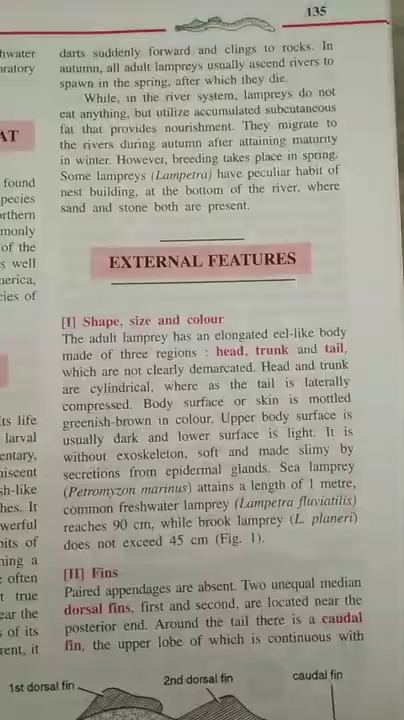 135
hwater
oratory
AT
found
pecies
orthern
monly
of the
s well
nerica,
cies of
its life
larval
entary,
niscent
sh-like
hes. It
werful
bits of
ning a
often
t true
ear the
of its
rent, it
darts suddenly forward and clings to rocks. In
autumn, all adult lampreys usually ascend rivers to
spawn in the spring, after which they die.
While, in the river system, lampreys do not
eat anything, but utilize accumulated subcutaneous
fat that provides nourishment. They migrate to
the rivers during autumn after attaining maturity
in winter. However, breeding takes place in spring.
Some lampreys (Lampetra) have peculiar habit of
nest building, at the bottom of the river, where
sand and stone both are present.
EXTERNAL FEATURES
[I] Shape, size and colour
The adult lamprey has an elongated eel-like body
made of three regions : head, trunk and tail,
which are not clearly demarcated. Head and trunk
are cylindrical, where as the tail is laterally
compressed. Body surface or skin is mottled
greenish-brown in colour. Upper body surface is
usually dark and lower surface is light. It is
without exoskeleton, soft and made slimy by
secretions from epidermal glands. Sea lamprey
(Petromyzon marinus) attains a length of 1 metre,
common freshwater lamprey (Lampetra fluviatilis)
reaches 90 cm, while brook lamprey (L. planeri)
does not exceed 45 cm (Fig. 1).
[II] Fins
Paired appendages are absent. Two unequal median
dorsal fins, first and second, are located near the
posterior end. Around the tail there is a caudal
fin, the upper lobe of which is continuous with
1st dorsal fin
2nd dorsal fin
caudal fin